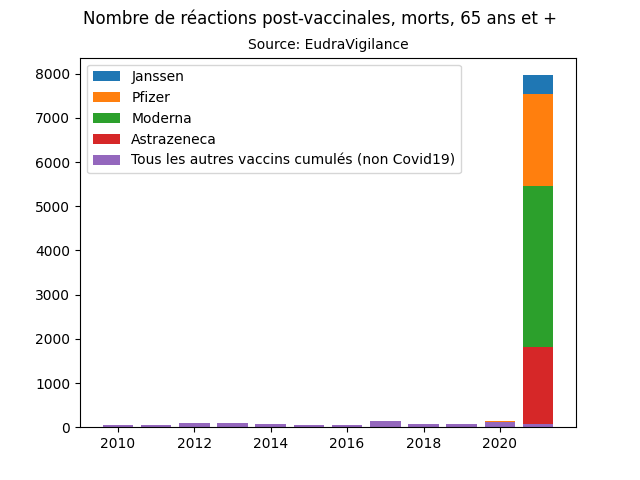 Nombre de réactions post-vaccinales, morts, 65 ans et +
Source: EudraVigilance
8000
7000
6000
5000
4000
3000
2000
1000
0
Janssen
Pfizer
Moderna
Astrazeneca
Tous les autres vaccins cumulés (non Covid19)
2010 2012 2014 2016 2018 2020